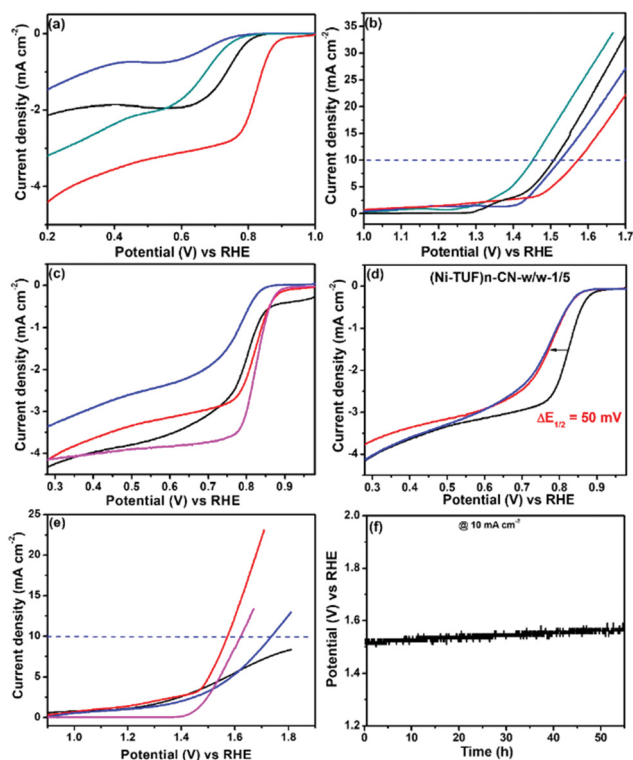 (a)
Current density (mA cm⁻²)
0
-2
-4
0.2 0.4 0.6 0.8 1.0
Potential (V) vs RHE
(b)
Current density (mA cm⁻²)
35
30
25
20
15
10
5
0
1.0 1.1 1.2 1.3 1.4 1.5 1.6 1.7
Potential (V) vs RHE
(c)
Current density (mA cm⁻²)
0
-1
-2
-3
-4
0.3 0.4 0.5 0.6 0.7 0.8 0.9
Potential (V) vs RHE
(d)
(Ni-TUF)n-CN-w/w-1/5
Current density (mA cm⁻²)
0
-1
-2
-3
-4
ΔE1/2 = 50 mV
0.3 0.4 0.5 0.6 0.7 0.8 0.9
Potential (V) vs RHE
(e)
Current density (mA cm⁻²)
25
20
15
10
5
0
1.0 1.2 1.4 1.6 1.8
Potential (V) vs RHE
(f)
@ 10 mA cm⁻²
Potential (V) vs RHE
2.0
1.8
1.6
1.4
1.2
0 10 20 30 40 50
Time (h)